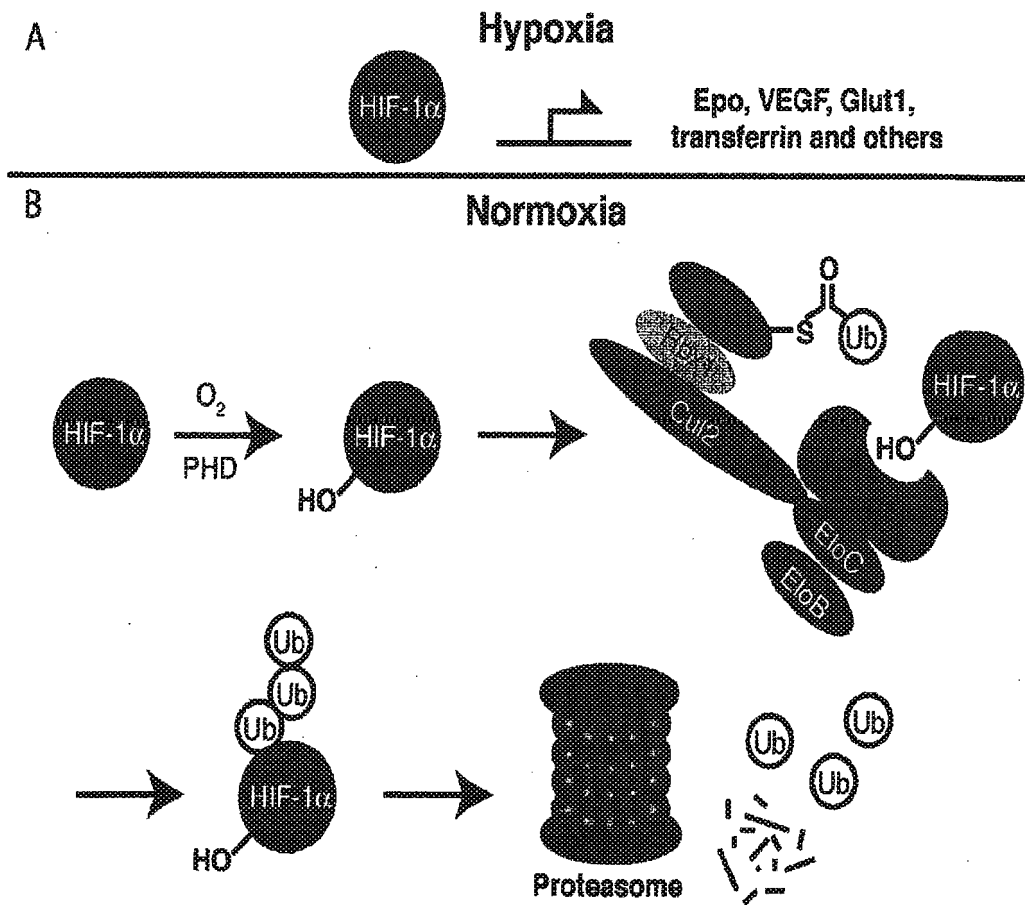 A
Hypoxia
HIF-1α
Epo, VEGF, Glut1,
transferrin and others
B
Normoxia
O
S
Ub
HIF-1α
HO
Cul2
EloC
EloB
HIF-1α
O2
PHD
HIF-1α
HO
Ub
Ub
Ub
HIF-1α
HO
Proteasome
Ub
Ub
Ub